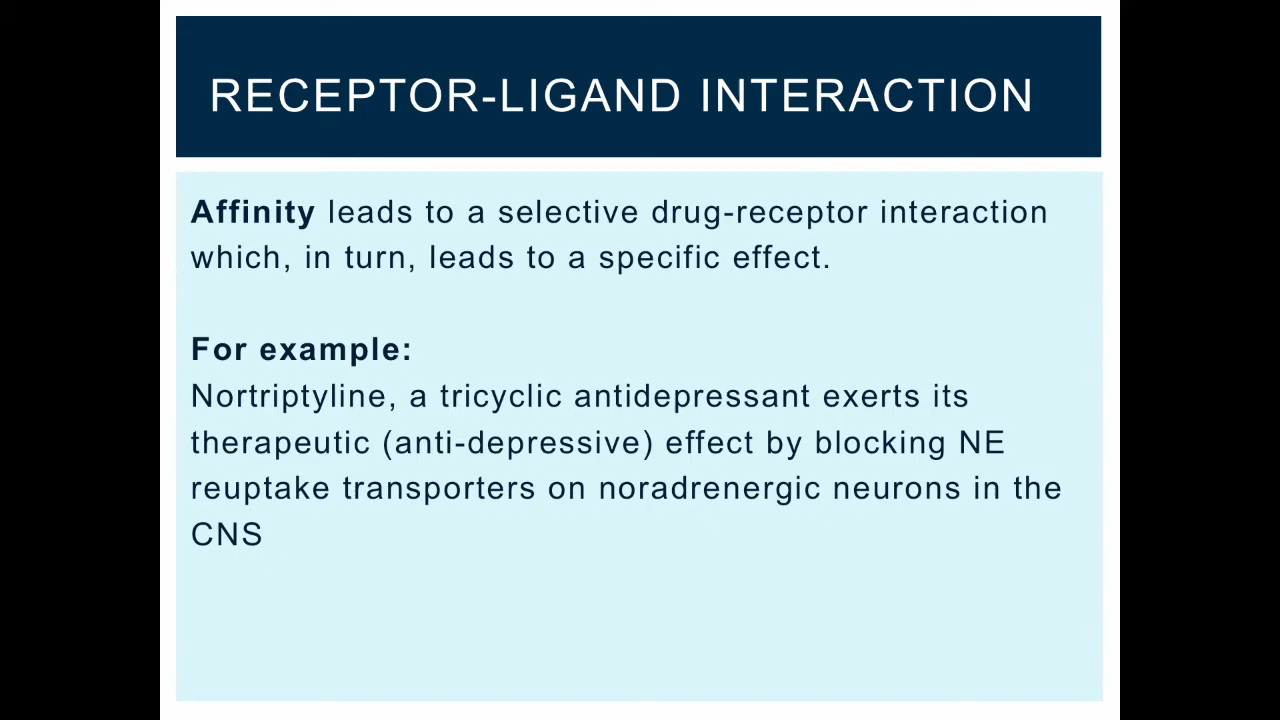 RECEPTOR-LIGAND INTERACTION
Affinity leads to a selective drug-receptor interaction
which, in turn, leads to a specific effect.
For example:
Nortriptyline, a tricyclic antidepressant exerts its
therapeutic (anti-depressive) effect by blocking NE
reuptake transporters on noradrenergic neurons in the
CNS